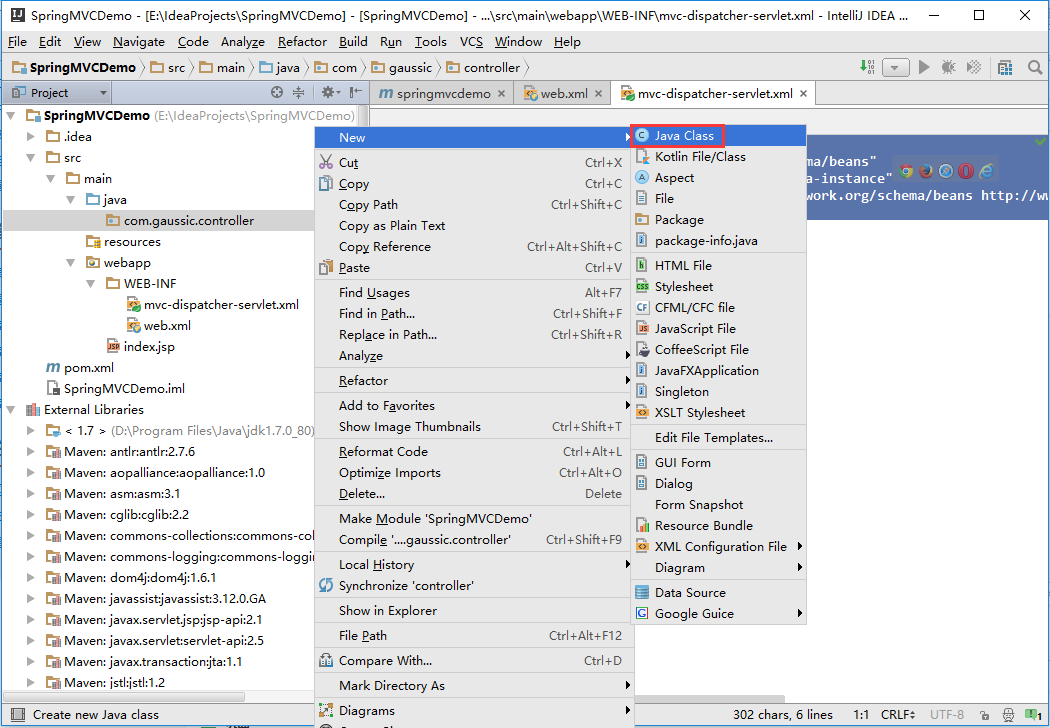 SpringMVCDemo - [E:\IdeaProjects\SpringMVCDemo] - [SpringMVCDemo] - ...\src\main\webapp\WEB-INF\mvc-dispatcher-servlet.xml - IntelliJ IDEA ...
File Edit View Navigate Code Analyze Refactor Build Run Tools VCS Window Help
SpringMVCDemo src main java com gaussic controller
Project
m springmvcdemo web.xml mvc-dispatcher-servlet.xml
SpringMVCDemo (E:\IdeaProjects\SpringMVCDemo)
.idea
src
main
java
com.gaussic.controller
resources
webapp
WEB-INF
mvc-dispatcher-servlet.xml
web.xml
index.jsp
m pom.xml
SpringMVCDemo.iml
External Libraries
< 1.7 > (D:\Program Files\Java\jdk1.7.0_80)
Maven: antlr:antlr:2.7.6
Maven: aopalliance:aopalliance:1.0
Maven: asm:asm:3.1
Maven: cglib:cglib:2.2
Maven: commons-collections:commons-col
Maven: commons-logging:commons-loggin
Maven: dom4j:dom4j:1.6.1
Maven: javassist:javassist:3.12.0.GA
Maven: javax.servlet.jsp:jsp-api:2.1
Maven: javax.servlet:servlet-api:2.5
Maven: javax.transaction:jta:1.1
Maven: jstl:jstl:1.2
New
Cut Ctrl+X
Copy Ctrl+C
Copy Path Ctrl+Shift+C
Copy as Plain Text
Copy Reference Ctrl+Alt+Shift+C
Paste Ctrl+V
Find Usages Alt+F7
Find in Path... Ctrl+Shift+F
Replace in Path... Ctrl+Shift+R
Analyze
Refactor
Add to Favorites
Show Image Thumbnails Ctrl+Shift+T
Reformat Code Ctrl+Alt+L
Optimize Imports Ctrl+Alt+O
Delete... Delete
Make Module 'SpringMVCDemo'
Compile '....gaussic.controller' Ctrl+Shift+F9
Local History
Synchronize 'controller'
Show in Explorer
File Path Ctrl+Alt+F12
Compare With... Ctrl+D
Mark Directory As
Diagrams
Java Class
Kotlin File/Class
Aspect
File
Package
package-info.java
HTML File
Stylesheet
CFML/CFC file
JavaScript File
CoffeeScript File
JavaFXApplication
Singleton
XSLT Stylesheet
Edit File Templates...
GUI Form
Dialog
Form Snapshot
Resource Bundle
XML Configuration File
Diagram
Data Source
Google Guice
ma/beans"
a-instance"
work.org/schema/beans http://ww
Create new Java class 302 chars, 6 lines 1:1 CRLF UTF-8 1